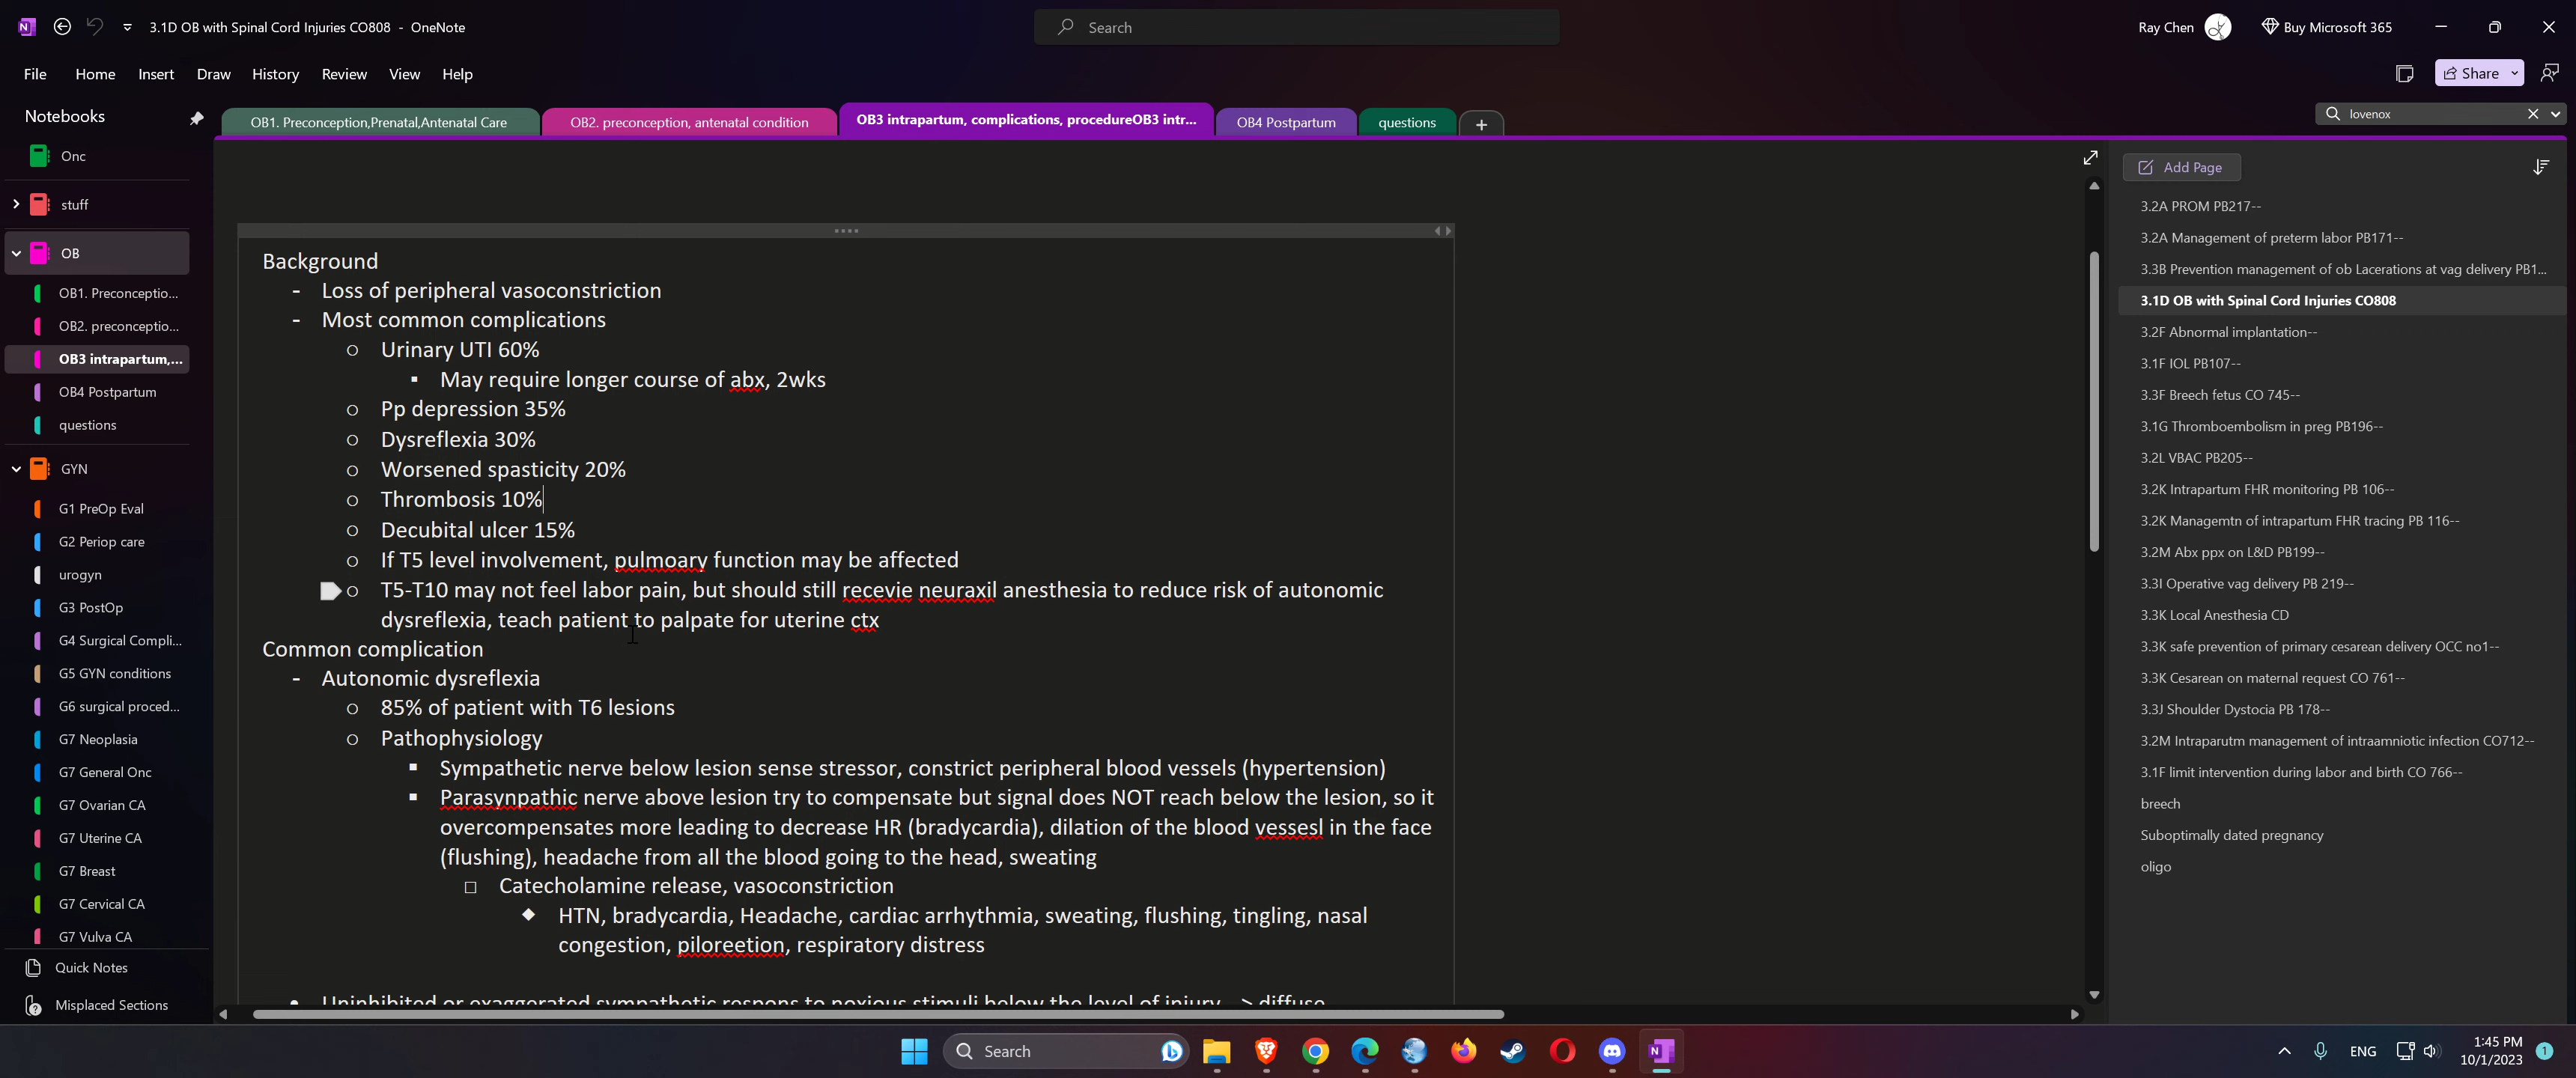 3.1D OB with Spinal Cord Injuries CO808 - OneNote
Search
Ray Chen
Buy Microsoft 365
File
Home
Insert
Draw
History
Review
View
Help
Share
Notebooks
OB1. Preconception,Prenatal,Antenatal Care
OB2. preconception, antenatal condition
OB3 intrapartum, complications, procedureOB3 intr...
OB4 Postpartum
questions
+
lovenox
Onc
stuff
OB
OB1. Preconceptio...
OB2. preconceptio...
OB3 intrapartum,...
OB4 Postpartum
questions
GYN
G1 PreOp Eval
G2 Periop care
urogyn
G3 PostOp
G4 Surgical Compli...
G5 GYN conditions
G6 surgical proced...
G7 Neoplasia
G7 General Onc
G7 Ovarian CA
G7 Uterine CA
G7 Breast
G7 Cervical CA
G7 Vulva CA
Quick Notes
Misplaced Sections
Background
- Loss of peripheral vasoconstriction
- Most common complications
o Urinary UTI 60%
▪ May require longer course of abx, 2wks
o Pp depression 35%
o Dysreflexia 30%
o Worsened spasticity 20%
o Thrombosis 10%
o Decubital ulcer 15%
o If T5 level involvement, pulmoary function may be affected
o T5-T10 may not feel labor pain, but should still recevie neuraxil anesthesia to reduce risk of autonomic
dysreflexia, teach patient to palpate for uterine ctx
Common complication
- Autonomic dysreflexia
o 85% of patient with T6 lesions
o Pathophysiology
▪ Sympathetic nerve below lesion sense stressor, constrict peripheral blood vessels (hypertension)
▪ Parasynpathic nerve above lesion try to compensate but signal does NOT reach below the lesion, so it
overcompensates more leading to decrease HR (bradycardia), dilation of the blood vessesl in the face
(flushing), headache from all the blood going to the head, sweating
□ Catecholamine release, vasoconstriction
◆ HTN, bradycardia, Headache, cardiac arrhythmia, sweating, flushing, tingling, nasal
congestion, piloreetion, respiratory distress
• Uninhibited or exaggerated sympathetic respons to noxious stimuli below the level of injury --> diffuse
Add Page
3.2A PROM PB217--
3.2A Management of preterm labor PB171--
3.3B Prevention management of ob Lacerations at vag delivery PB1...
3.1D OB with Spinal Cord Injuries CO808
3.2F Abnormal implantation--
3.1F IOL PB107--
3.3F Breech fetus CO 745--
3.1G Thromboembolism in preg PB196--
3.2L VBAC PB205--
3.2K Intrapartum FHR monitoring PB 106--
3.2K Managemtn of intrapartum FHR tracing PB 116--
3.2M Abx ppx on L&D PB199--
3.3I Operative vag delivery PB 219--
3.3K Local Anesthesia CD
3.3K safe prevention of primary cesarean delivery OCC no1--
3.3K Cesarean on maternal request CO 761--
3.3J Shoulder Dystocia PB 178--
3.2M Intraparutm management of intraamniotic infection CO712--
3.1F limit intervention during labor and birth CO 766--
breech
Suboptimally dated pregnancy
oligo
Search
ENG
1:45 PM
10/1/2023
1